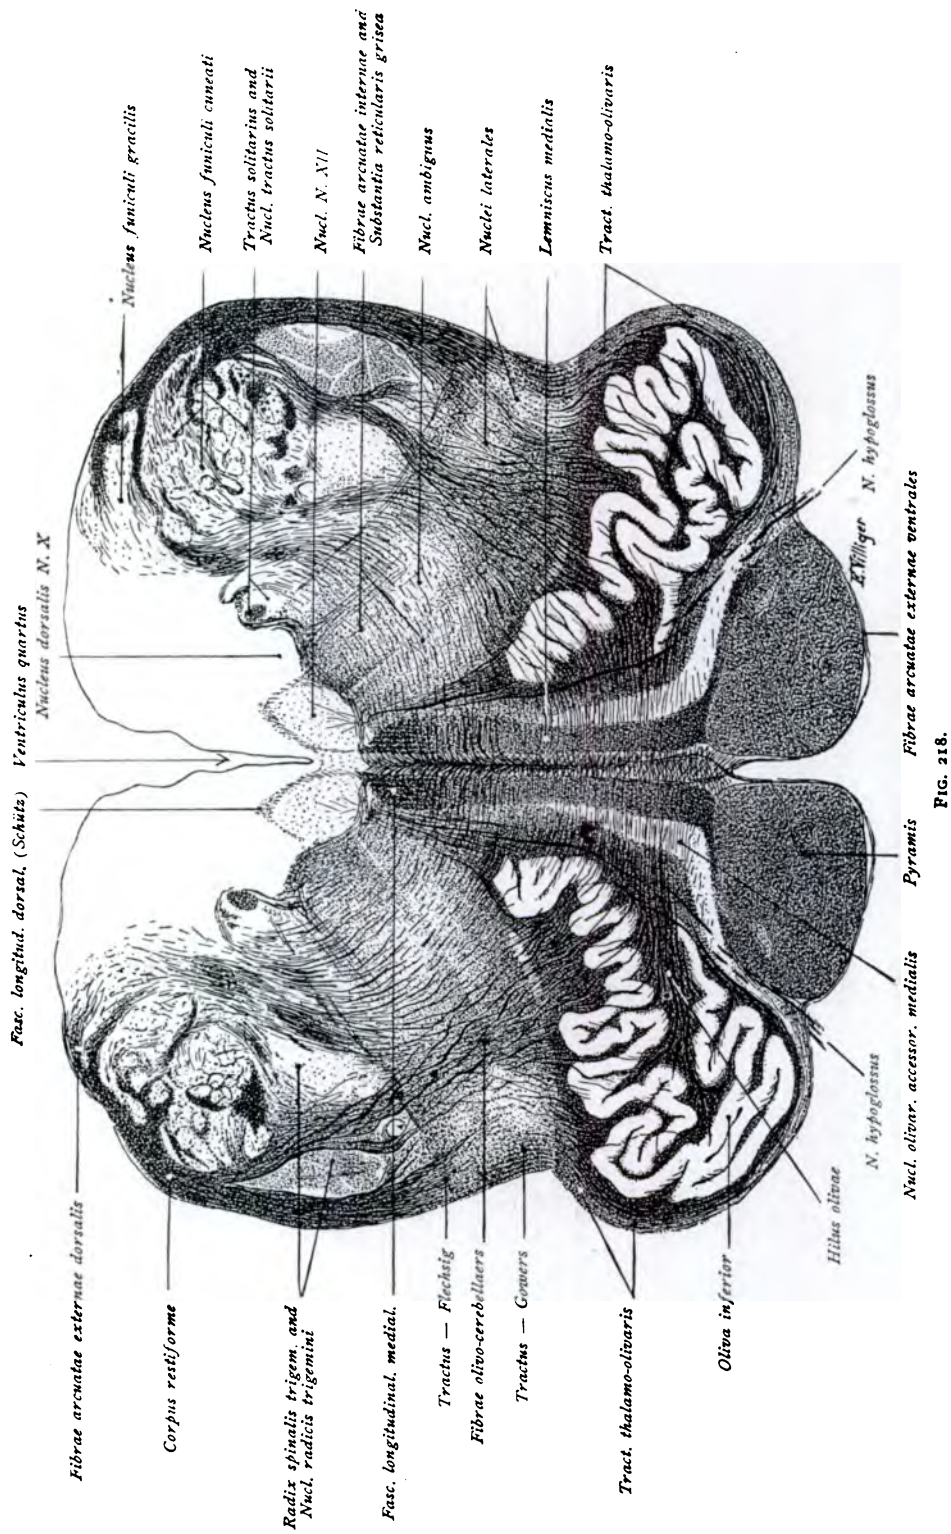 Fasc. longitud. dorsal. (Schütz)
Ventriculus quartus
Nucleus dorsalis N. X
Nucleus funiculi gracilis
Nucleus funiculi cuneati
Tractus solitarius and
Nucl. tractus solitarii
Nucl. N. XII
Fibrae arcuatae internae and
Substantia reticularis grisea
Nucl. ambiguus
Nuclei laterales
Lemniscus medialis
Tract. thalamo-olivaris
Fibrae arcuatae externae dorsalis
Corpus restiforme
Radix spinalis trigem. and
Nucl. radicis trigemini
Fasc. longitudinal. medial.
Tractus — Flechsig
Fibrae olivo-cerebellaers
Tractus — Gowers
Tract. thalamo-olivaris
Oliva inferior
Hilus olivae
N. hypoglossus
Nucl. olivar. accessor. medialis
Pyramis
Fibrae arcuatae externae ventrales
N. hypoglossus
E. Villiger
FIG. 218.